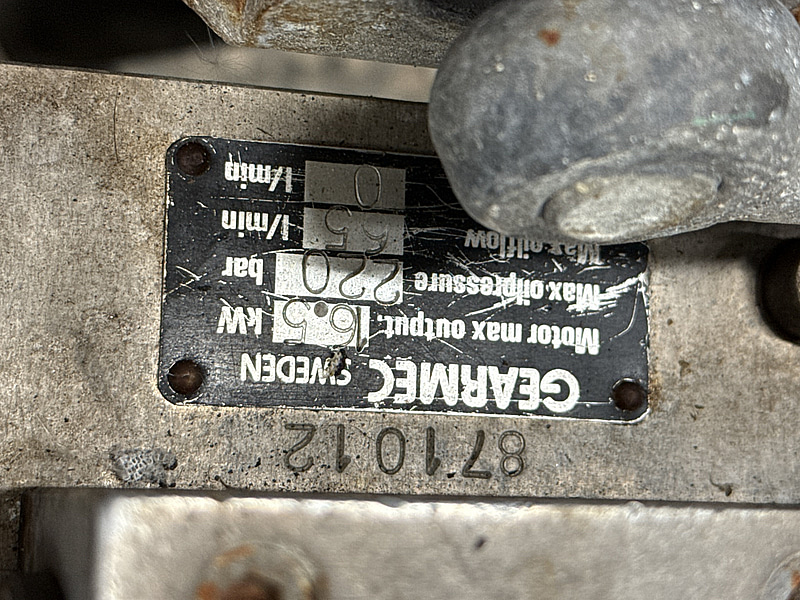 871012
GEARMEC SWEDEN
Motor max output. 16.5 kW
Max oilpressure 220 bar
Max oilflow 65 l/min
0 l/min